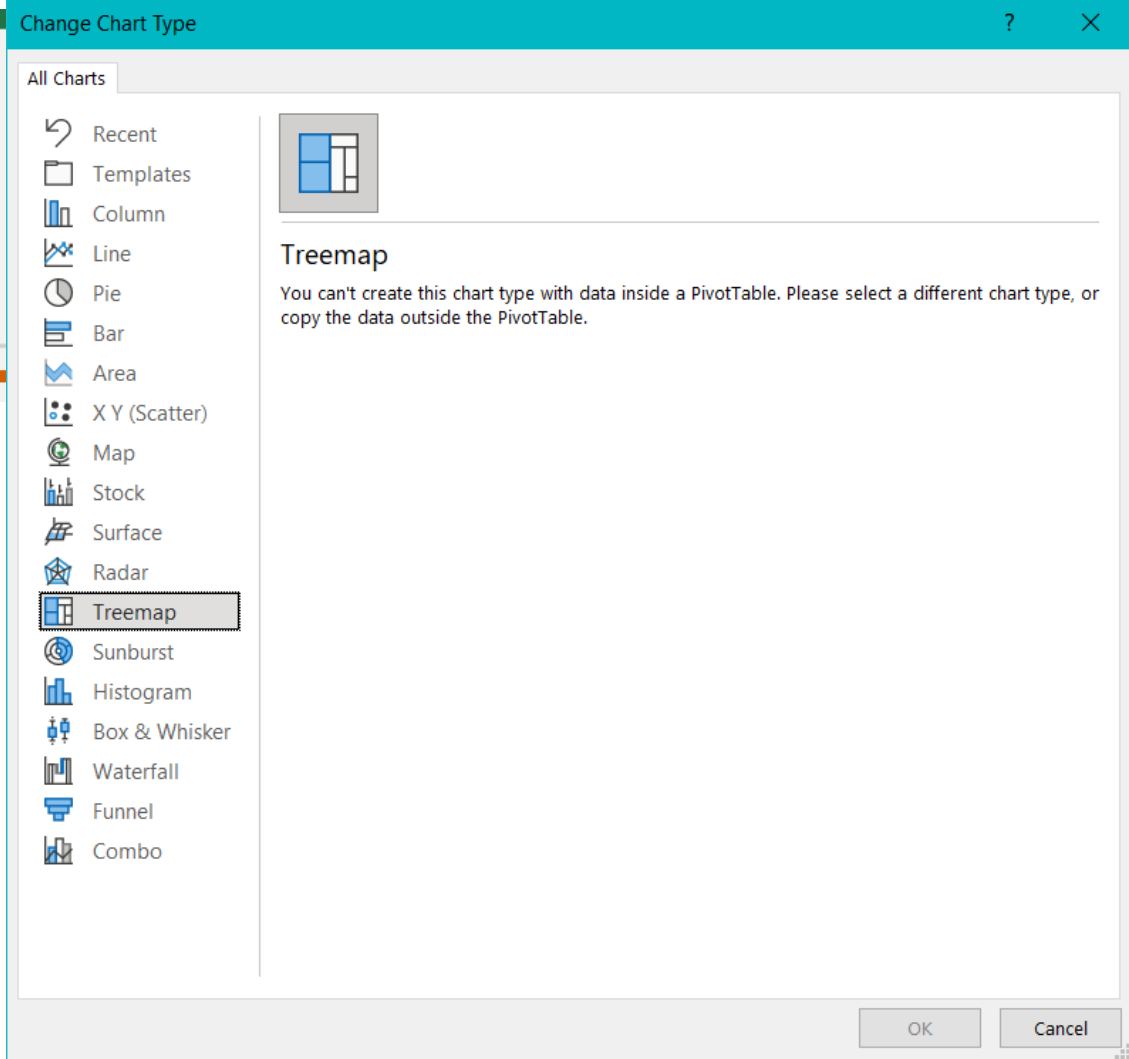 Change Chart Type
?
All Charts
Recent
Templates
Column
Line
Pie
Bar
Area
X Y (Scatter)
Map
Stock
Surface
Radar
Treemap
Sunburst
Histogram
Box & Whisker
Waterfall
Funnel
Combo
Treemap
You can't create this chart type with data inside a PivotTable. Please select a different chart type, or
copy the data outside the PivotTable.
OK
Cancel